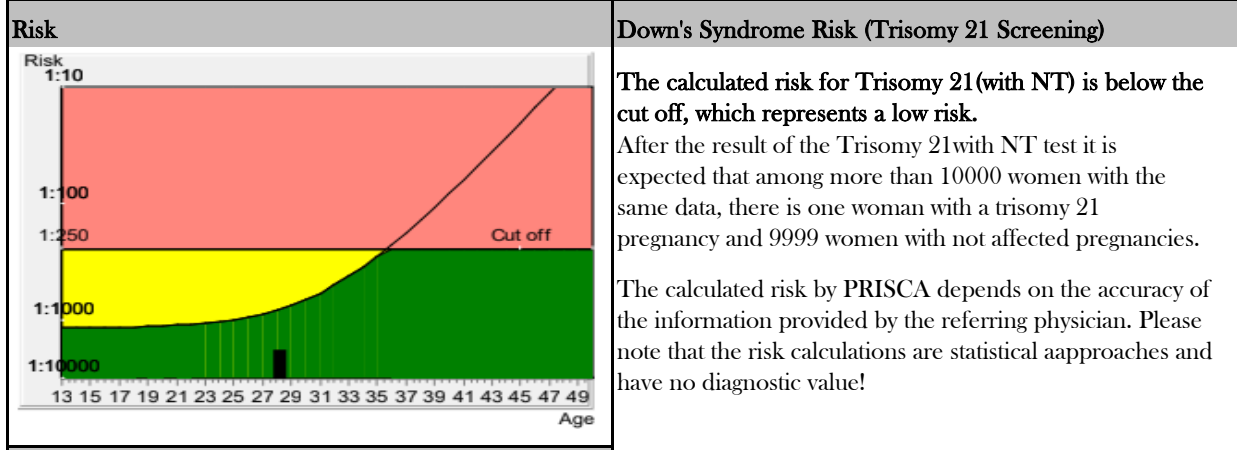 Risk
Risk
1:10
1:100
1:250
Cut off
1:1000
1:10000
13 15 17 19 21 23 25 27 29 31 33 35 37 39 41 43 45 47 49
Age
Down's Syndrome Risk (Trisomy 21 Screening)
The calculated risk for Trisomy 21(with NT) is below the
cut off, which represents a low risk.
After the result of the Trisomy 21with NT test it is
expected that among more than 10000 women with the
same data, there is one woman with a trisomy 21
pregnancy and 9999 women with not affected pregnancies.
The calculated risk by PRISCA depends on the accuracy of
the information provided by the referring physician. Please
note that the risk calculations are statistical aapproaches and
have no diagnostic value!